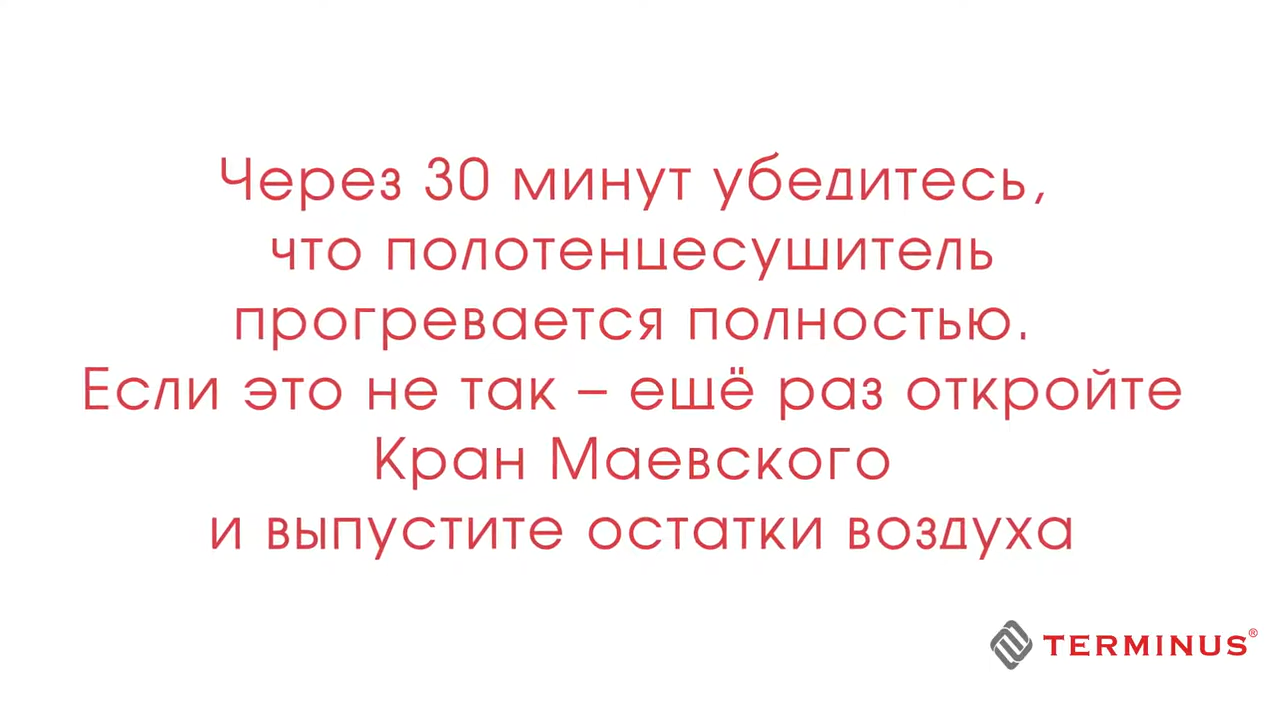 Через 30 минут убедитесь,
что полотенцесушитель
прогревается полностью.
Если это не так – ещё раз откройте
Кран Маевского
и выпустите остатки воздуха
TERMINUS®